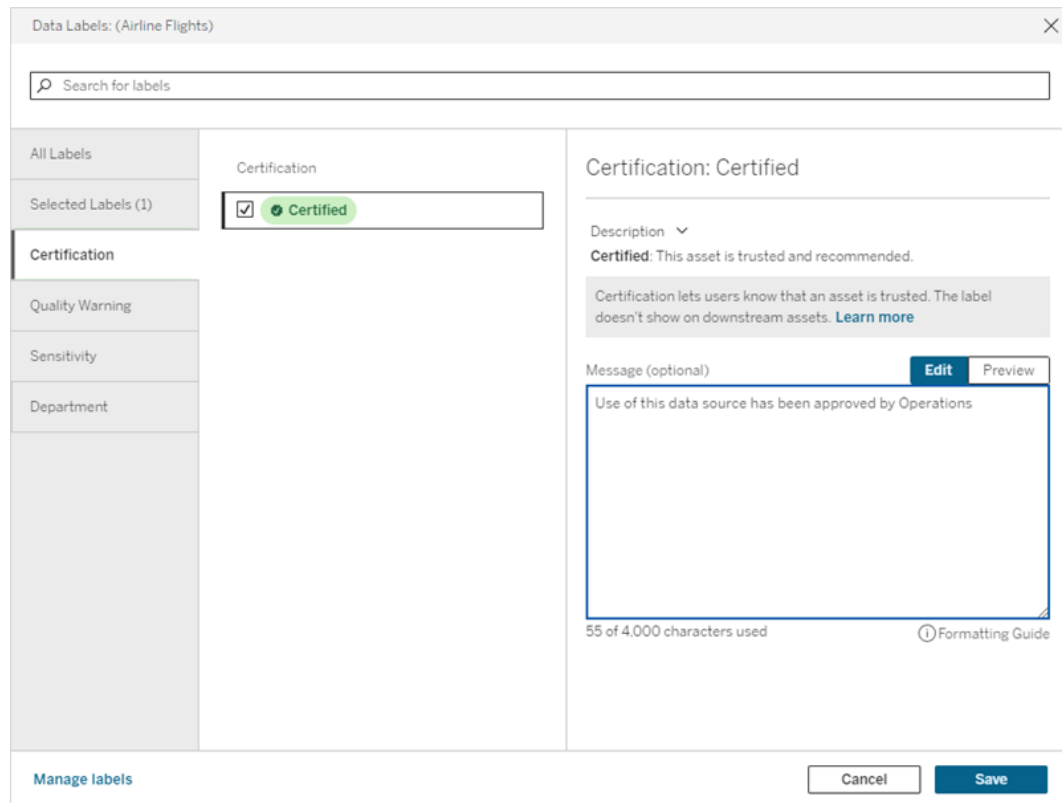 Data Labels: (Airline Flights)
Search for labels
All Labels
Selected Labels (1)
Certification
Quality Warning
Sensitivity
Department
Certification
Certified
Certification: Certified
Description
Certified: This asset is trusted and recommended.
Certification lets users know that an asset is trusted. The label
doesn't show on downstream assets. Learn more
Message (optional)
Edit
Preview
Use of this data source has been approved by Operations
55 of 4,000 characters used
Formatting Guide
Manage labels
Cancel
Save